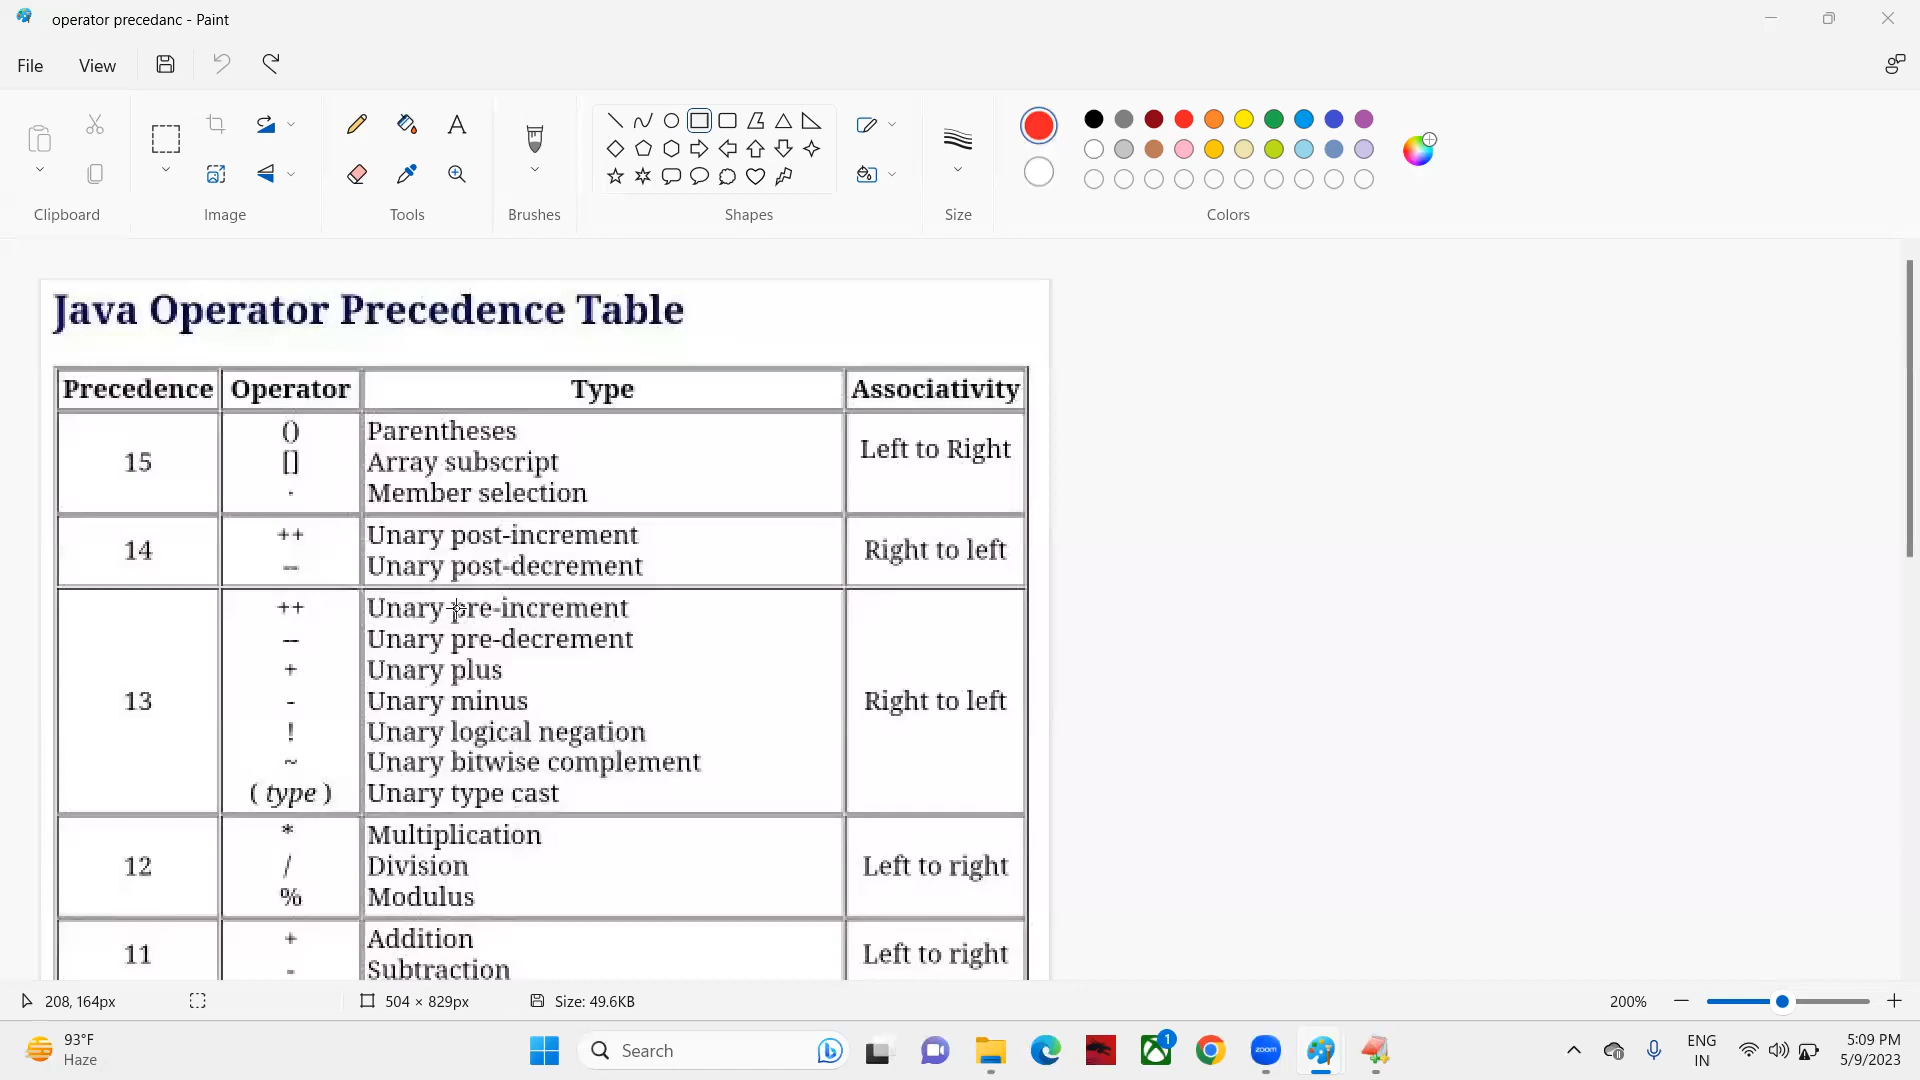 operator precedanc - Paint
File View
Clipboard Image Tools Brushes Shapes Size Colors
Java Operator Precedence Table
Precedence Operator Type Associativity
15 () Parentheses Left to Right
[] Array subscript
· Member selection
14 ++ Unary post-increment Right to left
-- Unary post-decrement
13 ++ Unary pre-increment Right to left
-- Unary pre-decrement
+ Unary plus
- Unary minus
! Unary logical negation
~ Unary bitwise complement
( type ) Unary type cast
12 * Multiplication Left to right
/ Division
% Modulus
11 + Addition Left to right
- Subtraction
208, 164px 504 × 829px Size: 49.6KB 200%
93°F
Haze
Search
zoom
1
ENG
IN
5:09 PM
5/9/2023